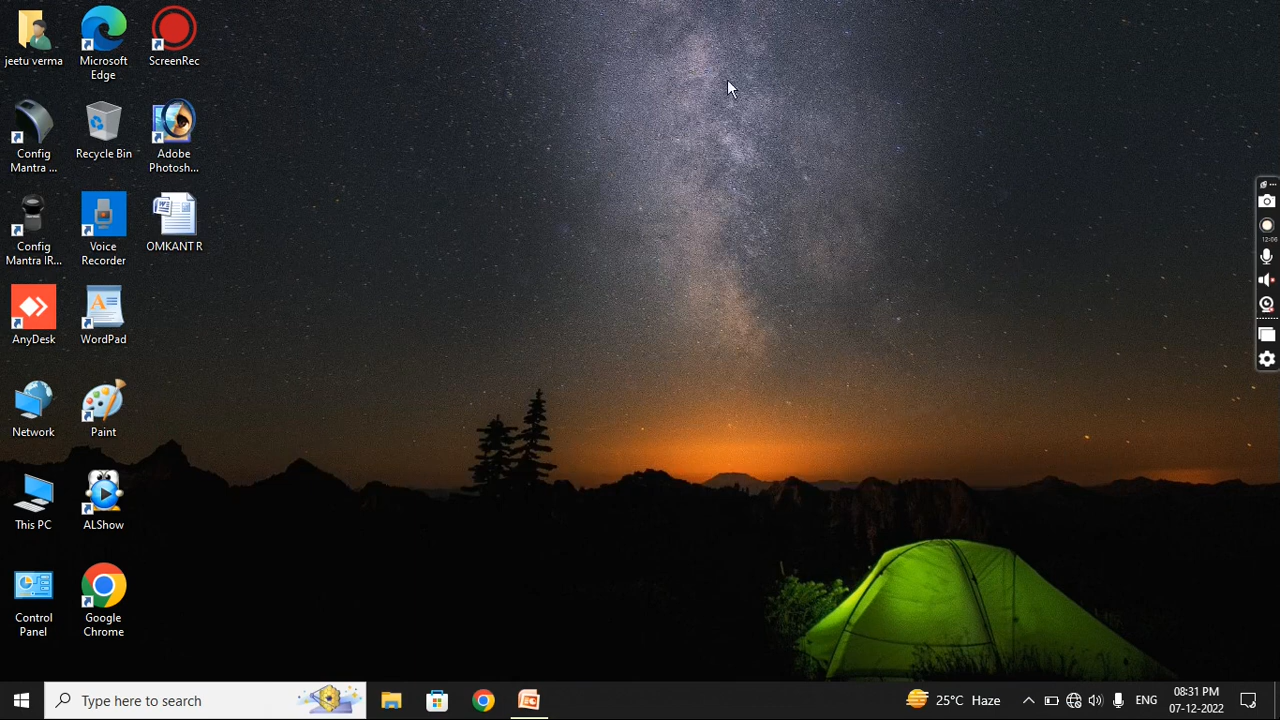 jeetu verma
Microsoft
Edge
ScreenRec
Config
Mantra ...
Recycle Bin
Adobe
Photosh...
Config
Mantra IR...
Voice
Recorder
OMKANT R
AnyDesk
WordPad
Network
Paint
This PC
ALShow
Control
Panel
Google
Chrome
12:06
Type here to search
25°C Haze
ENG
08:31 PM
07-12-2022